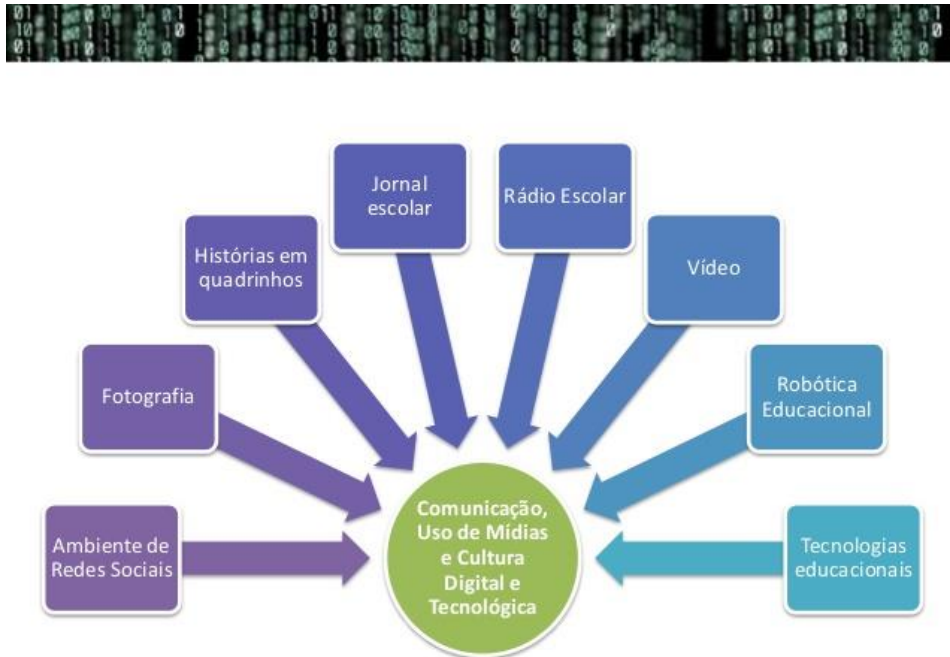 Jornal
escolar
Rádio Escolar
Histórias em
quadrinhos
Vídeo
Fotografia
Robótica
Educacional
Ambiente de
Redes Sociais
Comunicação,
Uso de Mídias
e Cultura
Digital e
Tecnológica
Tecnologias
educacionais